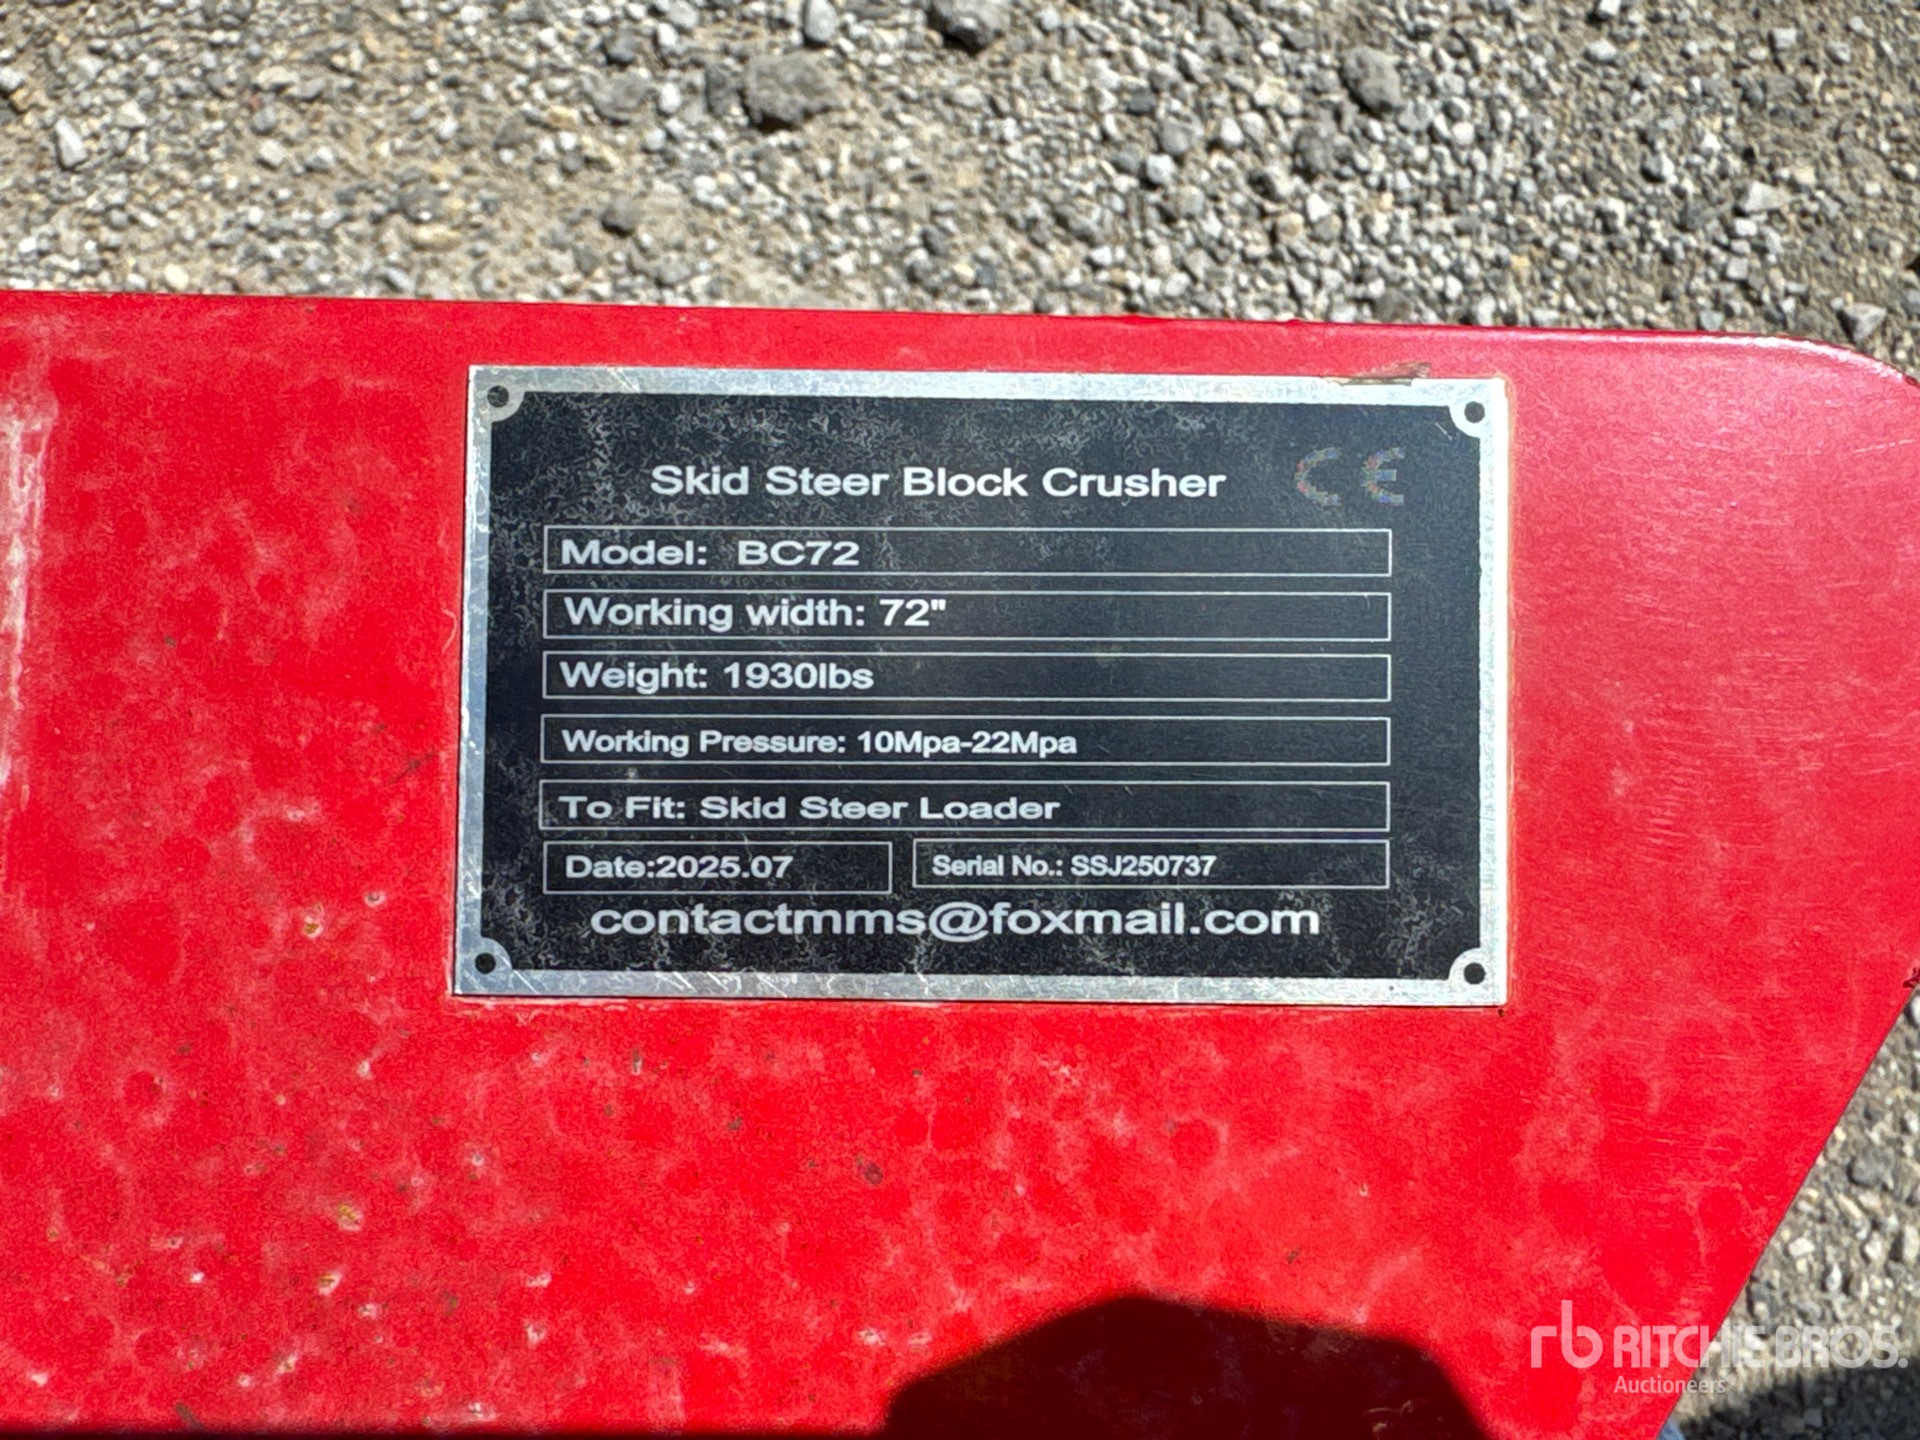 Skid Steer Block Crusher CE
Model: BC72
Working width: 72"
Weight: 1930lbs
Working Pressure: 10Mpa-22Mpa
To Fit: Skid Steer Loader
Date:2025.07 Serial No.: SSJ250737
contactmms@foxmail.com
rb RITCHIE BROS.
Auctioneers